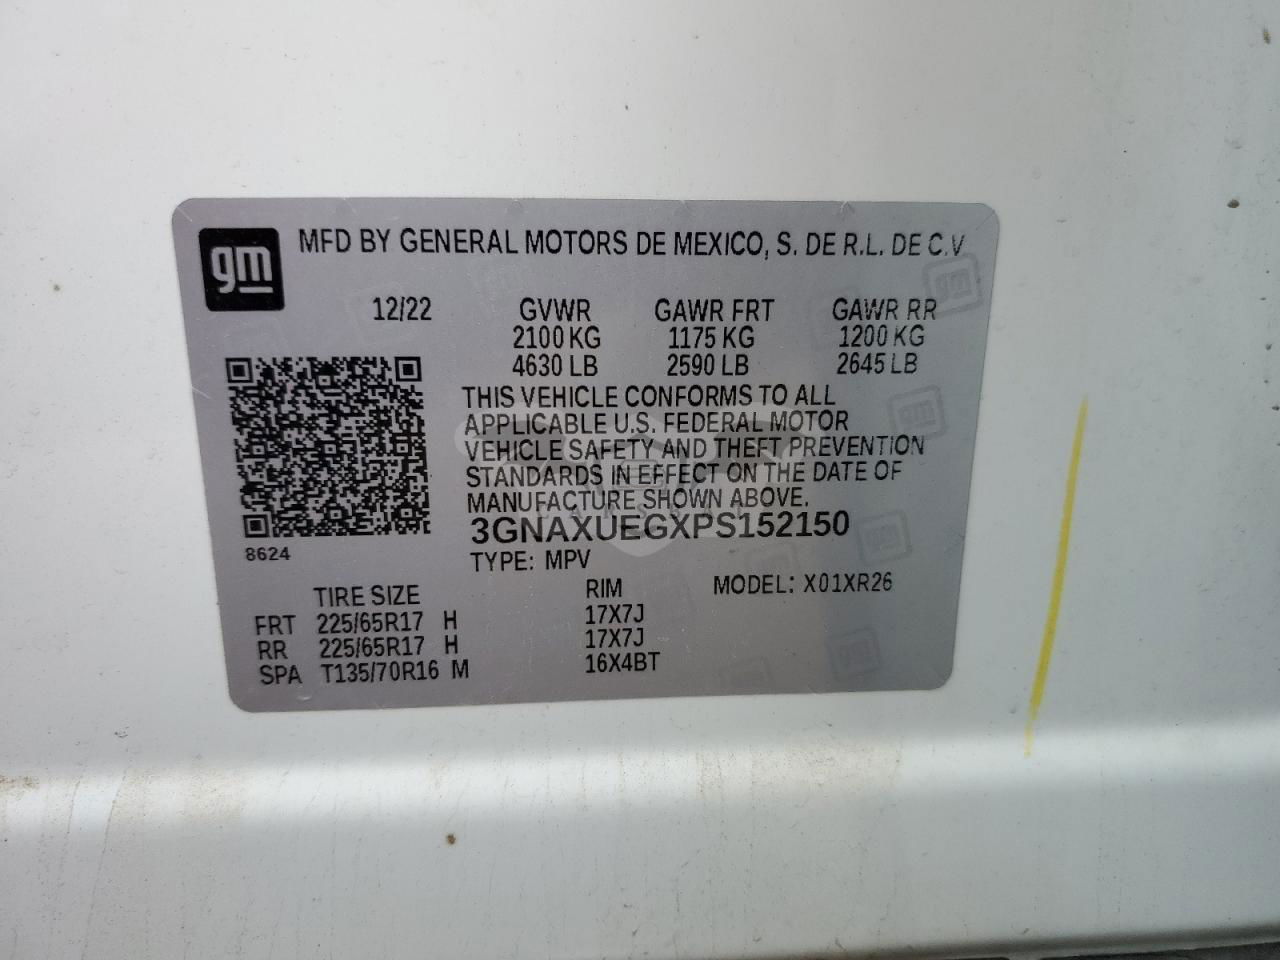 gm MFD BY GENERAL MOTORS DE MEXICO, S. DE R.L. DE C.V
12/22 GVWR GAWR FRT GAWR RR
2100 KG 1175 KG 1200 KG
4630 LB 2590 LB 2645 LB
THIS VEHICLE CONFORMS TO ALL
APPLICABLE U.S. FEDERAL MOTOR
VEHICLE SAFETY AND THEFT PREVENTION
STANDARDS IN EFFECT ON THE DATE OF
MANUFACTURE SHOWN ABOVE.
3GNAXUEGXPS152150
8624
TYPE: MPV
TIRE SIZE RIM MODEL: X01XR26
FRT 225/65R17 H 17X7J
RR 225/65R17 H 17X7J
SPA T135/70R16 M 16X4BT